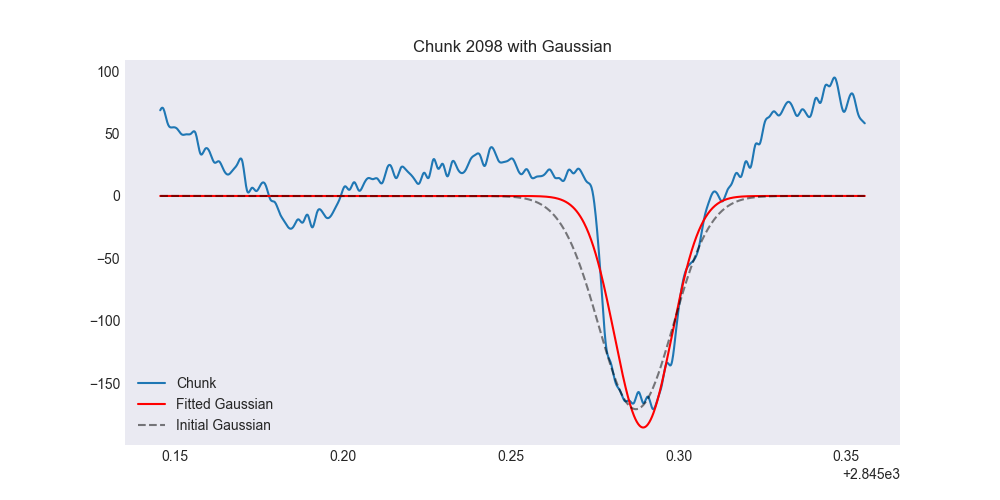 Chunk 2098 with Gaussian
100
50
0
−50
−100
−150
Chunk
Fitted Gaussian
Initial Gaussian
0.15 0.20 0.25 0.30 0.35
+2.845e3